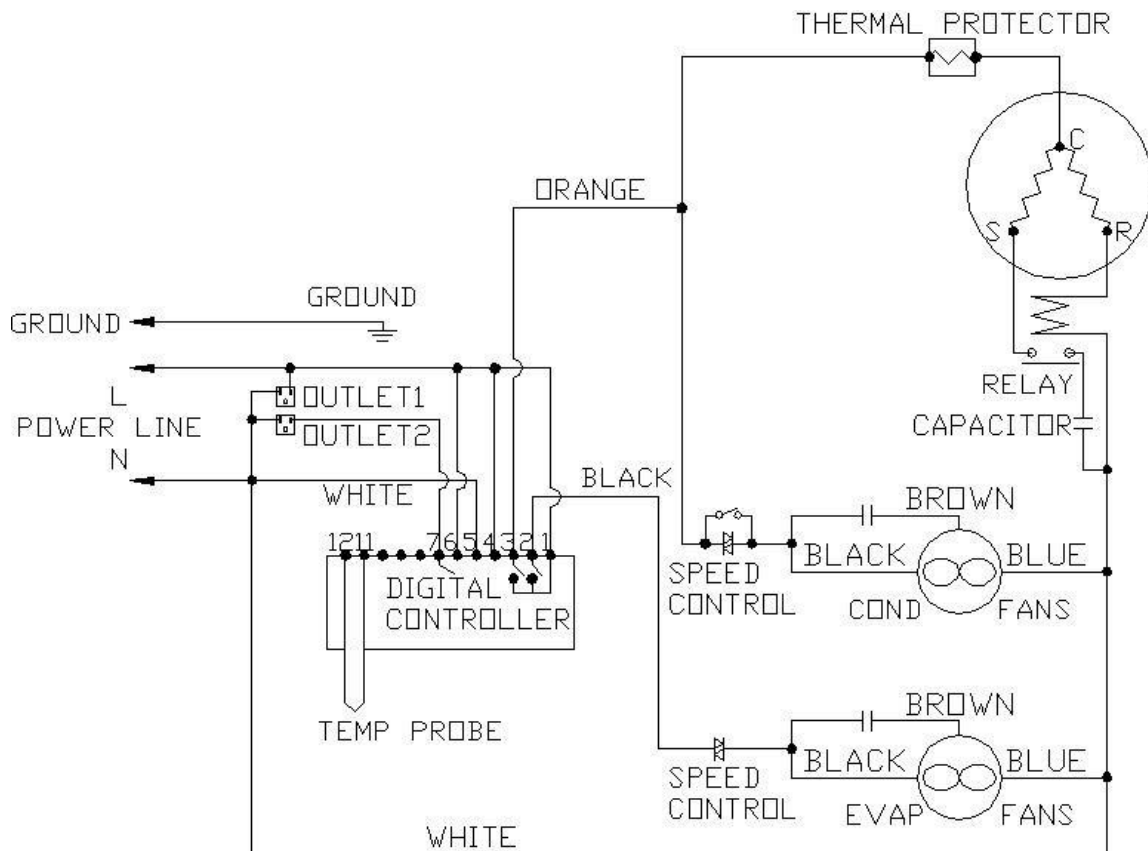 THERMAL PROTECTOR
C
ORANGE
S
R
GROUND
GROUND
L
OUTLET1
RELAY
POWER LINE
OUTLET2
CAPACITOR
N
BLACK
WHITE
BROWN
1211
7654321
BLACK
BLUE
DIGITAL
CONTROLLER
SPEED
CONTROL
COND
FANS
TEMP PROBE
BROWN
BLACK
BLUE
SPEED
CONTROL
EVAP
FANS
WHITE